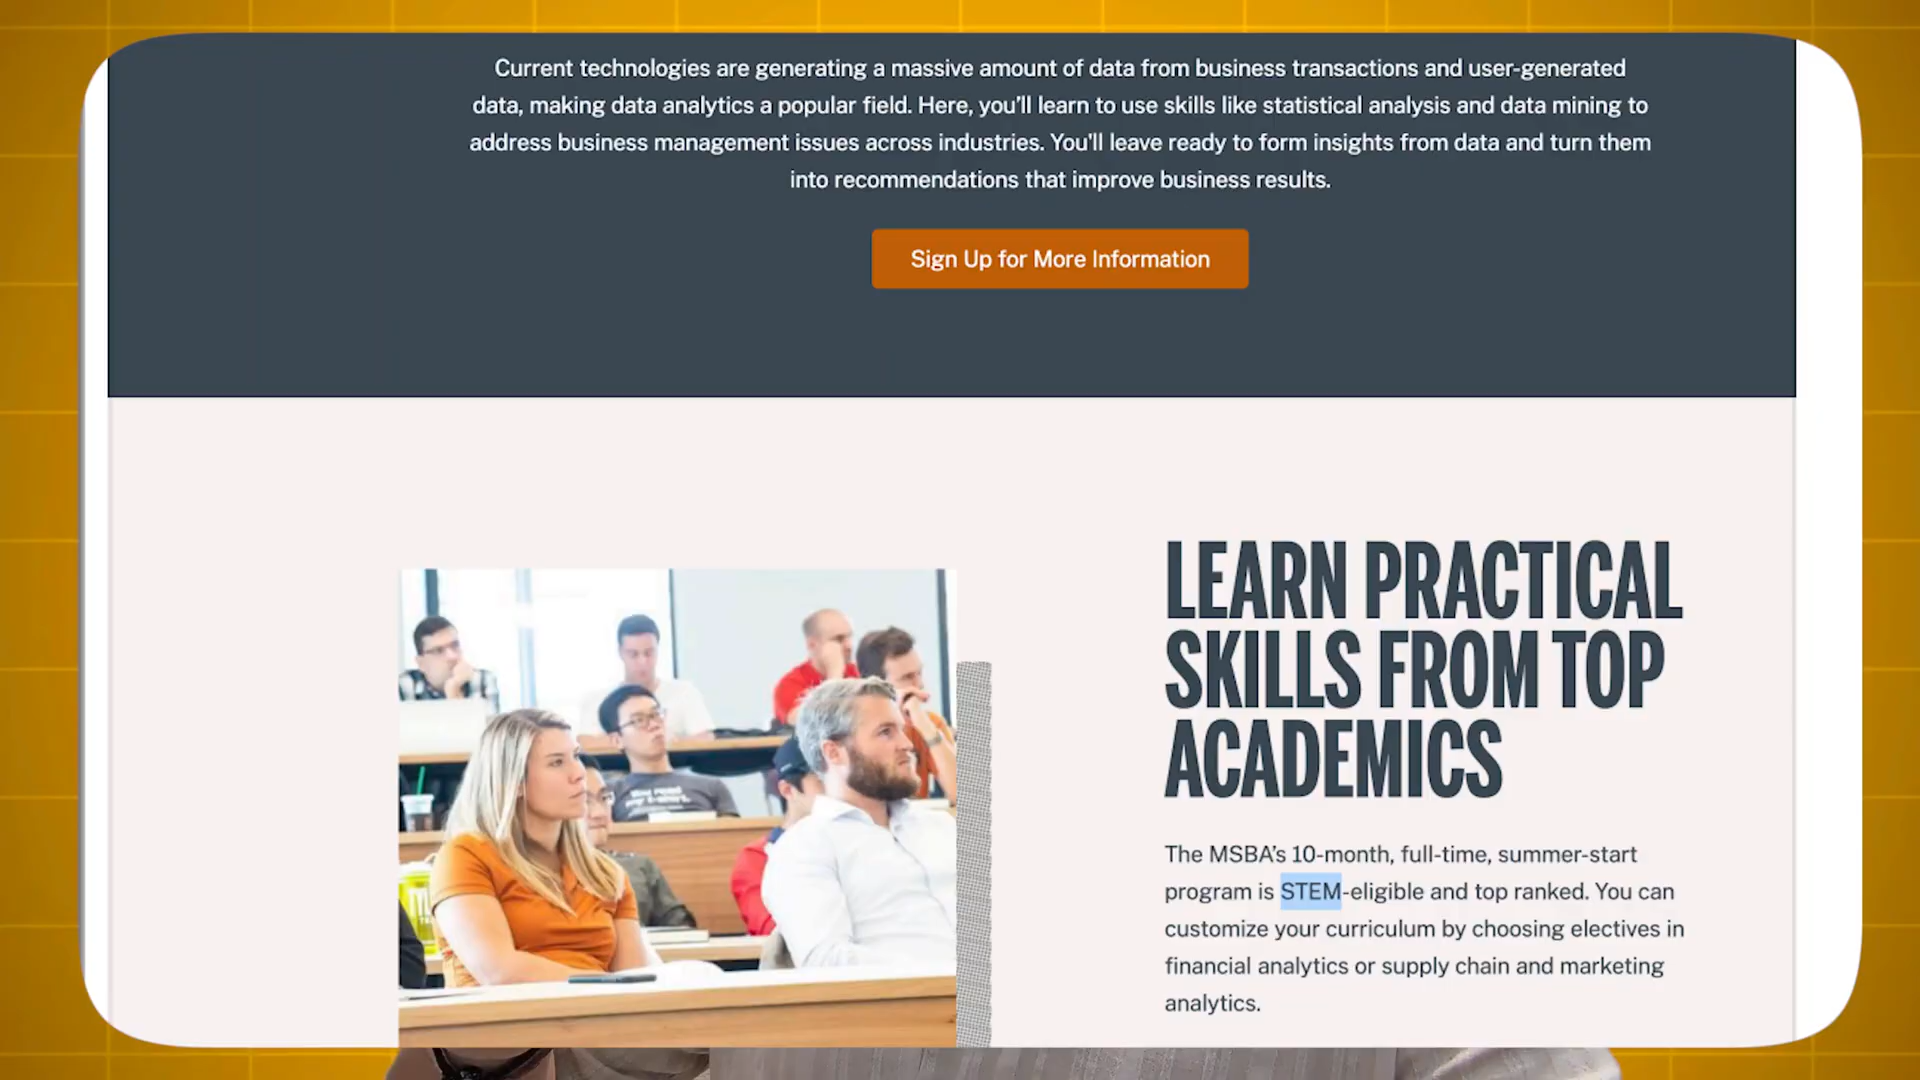 Current technologies are generating a massive amount of data from business transactions and user-generated
data, making data analytics a popular field. Here, you’ll learn to use skills like statistical analysis and data mining to
address business management issues across industries. You'll leave ready to form insights from data and turn them
into recommendations that improve business results.
Sign Up for More Information
LEARN PRACTICAL
SKILLS FROM TOP
ACADEMICS
The MSBA’s 10-month, full-time, summer-start
program is STEM-eligible and top ranked. You can
customize your curriculum by choosing electives in
financial analytics or supply chain and marketing
analytics.